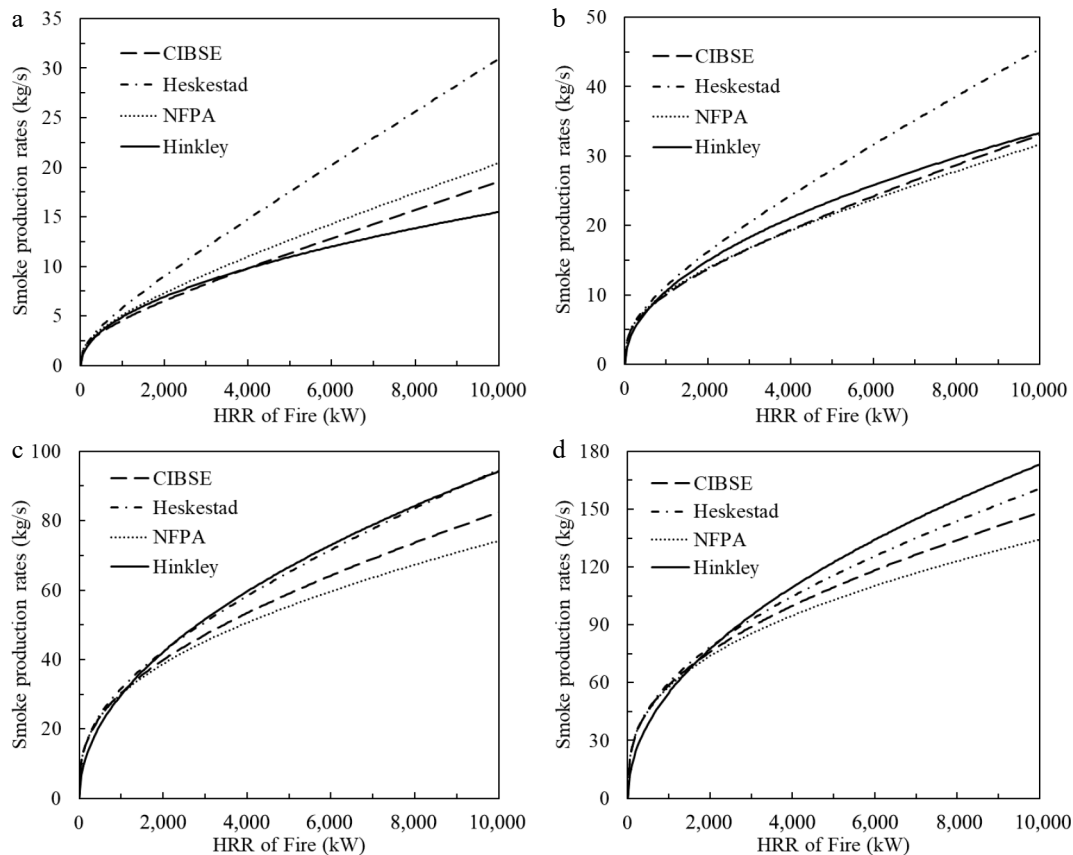 a
35
30
25
20
15
10
5
0
Smoke production rates (kg/s)
CIBSE
Heskestad
NFPA
Hinkley
0 2,000 4,000 6,000 8,000 10,000
HRR of Fire (kW)
b
50
40
30
20
10
0
Smoke production rates (kg/s)
CIBSE
Heskestad
NFPA
Hinkley
0 2,000 4,000 6,000 8,000 10,000
HRR of Fire (kW)
c
100
80
60
40
20
0
Smoke production rates (kg/s)
CIBSE
Heskestad
NFPA
Hinkley
0 2,000 4,000 6,000 8,000 10,000
HRR of Fire (kW)
d
180
150
120
90
60
30
0
Smoke production rates (kg/s)
CIBSE
Heskestad
NFPA
Hinkley
0 2,000 4,000 6,000 8,000 10,000
HRR of Fire (kW)